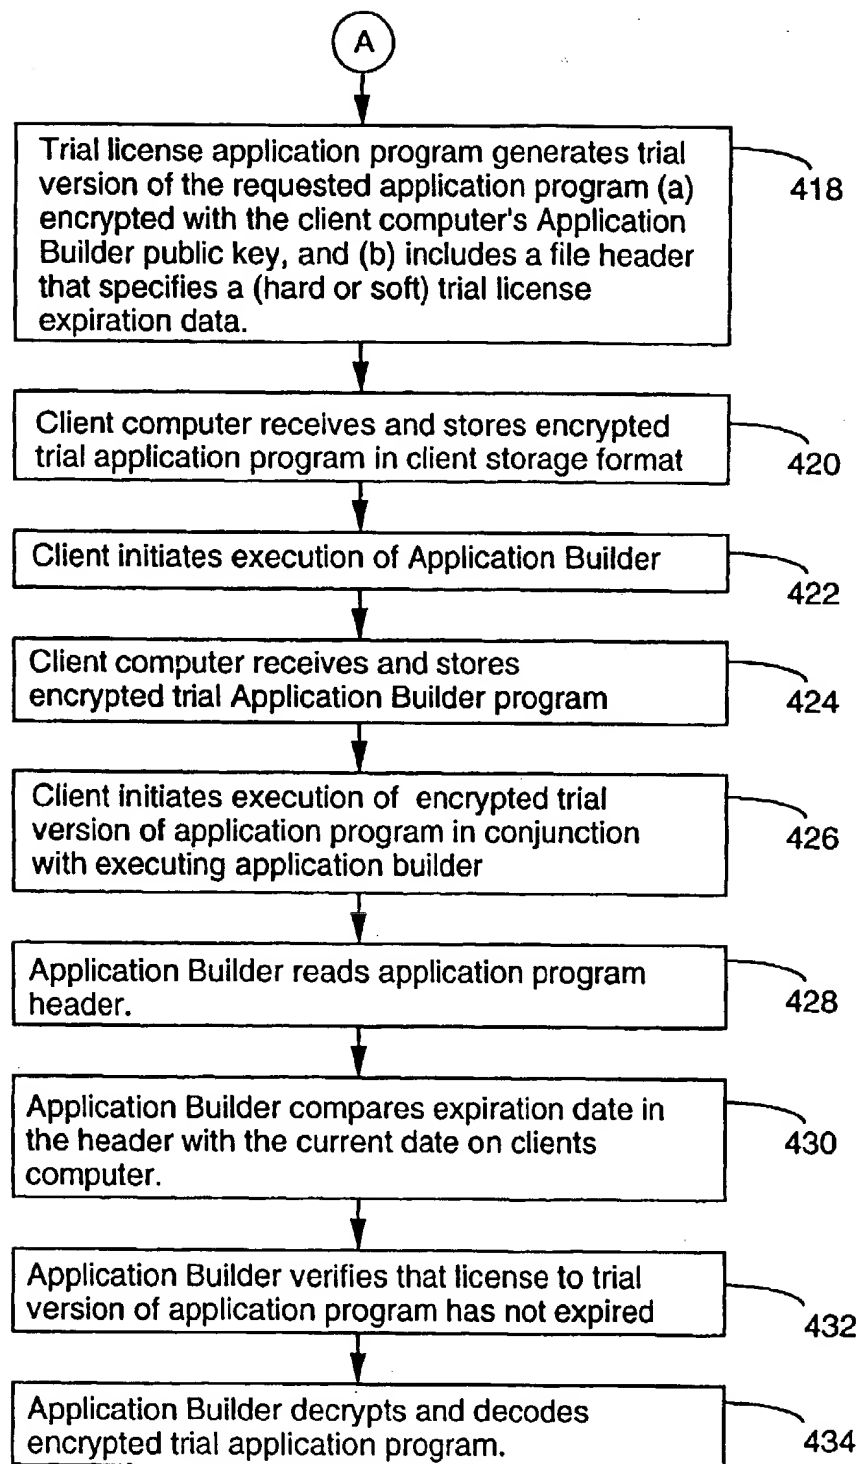 A
Trial license application program generates trial
version of the requested application program (a)
encrypted with the client computer's Application
Builder public key, and (b) includes a file header
that specifies a (hard or soft) trial license
expiration data.
418
Client computer receives and stores encrypted
trial application program in client storage format
420
Client initiates execution of Application Builder
422
Client computer receives and stores
encrypted trial Application Builder program
424
Client initiates execution of encrypted trial
version of application program in conjunction
with executing application builder
426
Application Builder reads application program
header.
428
Application Builder compares expiration date in
the header with the current date on clients
computer.
430
Application Builder verifies that license to trial
version of application program has not expired
432
Application Builder decrypts and decodes
encrypted trial application program.
434